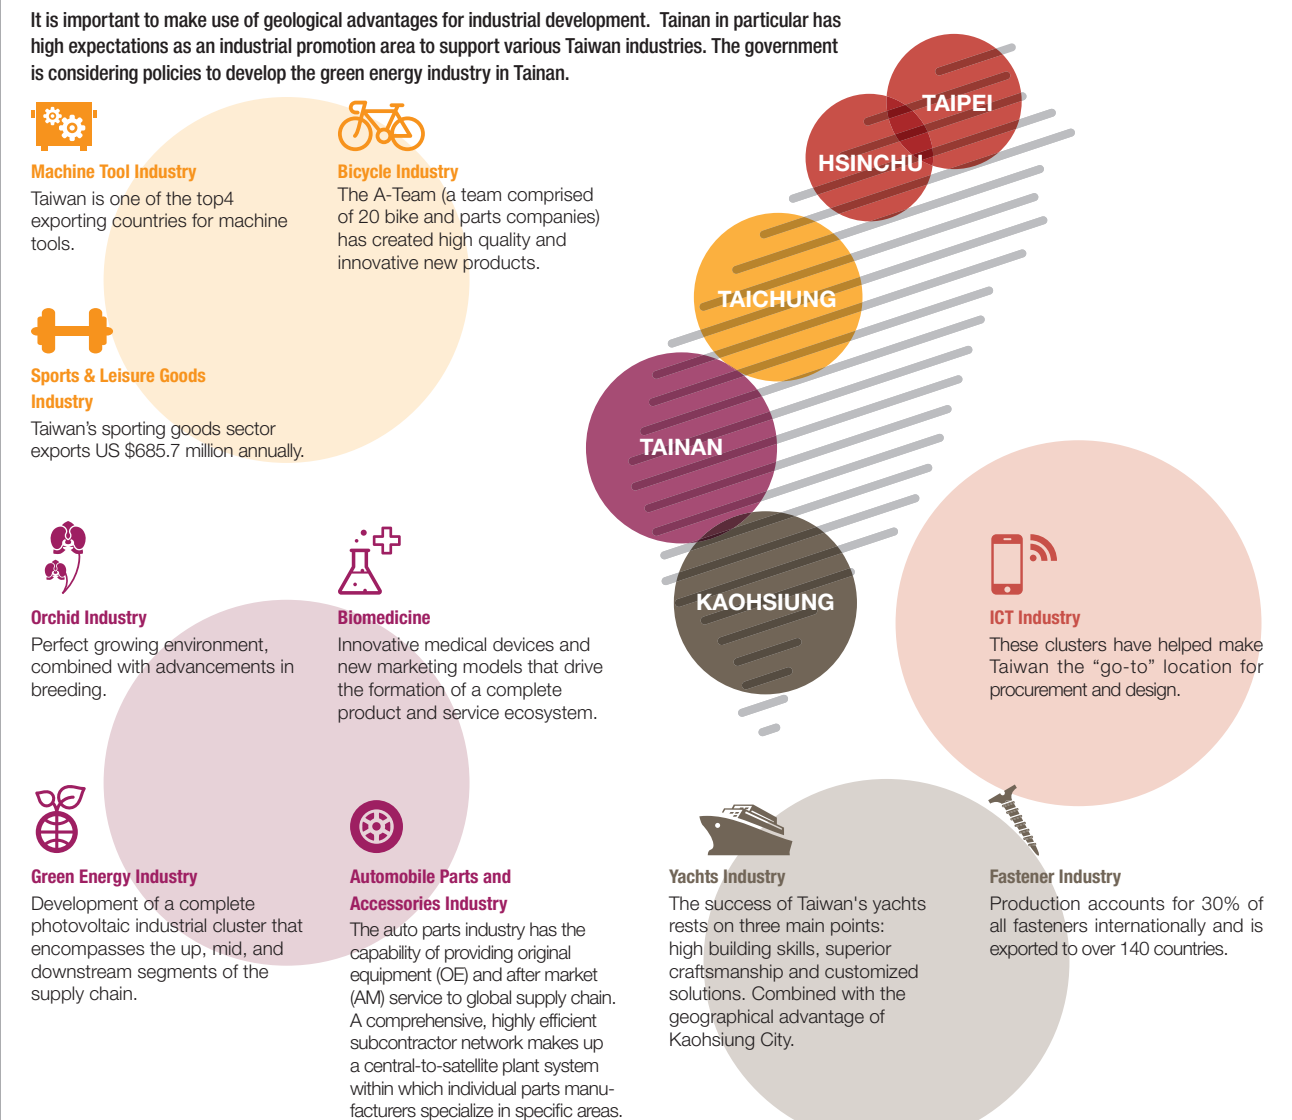 It is important to make use of geological advantages for industrial development.  Tainan in particular has
high expectations as an industrial promotion area to support various Taiwan industries. The government
is considering policies to develop the green energy industry in Tainan.
TAIPEI
HSINCHU
TAICHUNG
TAINAN
KAOHSIUNG
Machine Tool Industry
Taiwan is one of the top4
exporting countries for machine
tools.
Bicycle Industry
The A-Team (a team comprised
of 20 bike and parts companies)
has created high quality and
innovative new products.
Sports & Leisure Goods
Industry
Taiwan’s sporting goods sector
exports US $685.7 million annually.
Orchid Industry
Perfect growing environment,
combined with advancements in
breeding.
Biomedicine
Innovative medical devices and
new marketing models that drive
the formation of a complete
product and service ecosystem.
ICT Industry
These clusters have helped make
Taiwan the “go-to” location for
procurement and design.
Green Energy Industry
Development of a complete
photovoltaic industrial cluster that
encompasses the up, mid, and
downstream segments of the
supply chain.
Automobile Parts and
Accessories Industry
The auto parts industry has the
capability of providing original
equipment (OE) and after market
(AM) service to global supply chain.
A comprehensive, highly efficient
subcontractor network makes up
a central-to-satellite plant system
within which individual parts manu-
facturers specialize in specific areas.
Yachts Industry
The success of Taiwan's yachts
rests on three main points:
high building skills, superior
craftsmanship and customized
solutions. Combined with the
geographical advantage of
Kaohsiung City.
Fastener Industry
Production accounts for 30% of
all fasteners internationally and is
exported to over 140 countries.